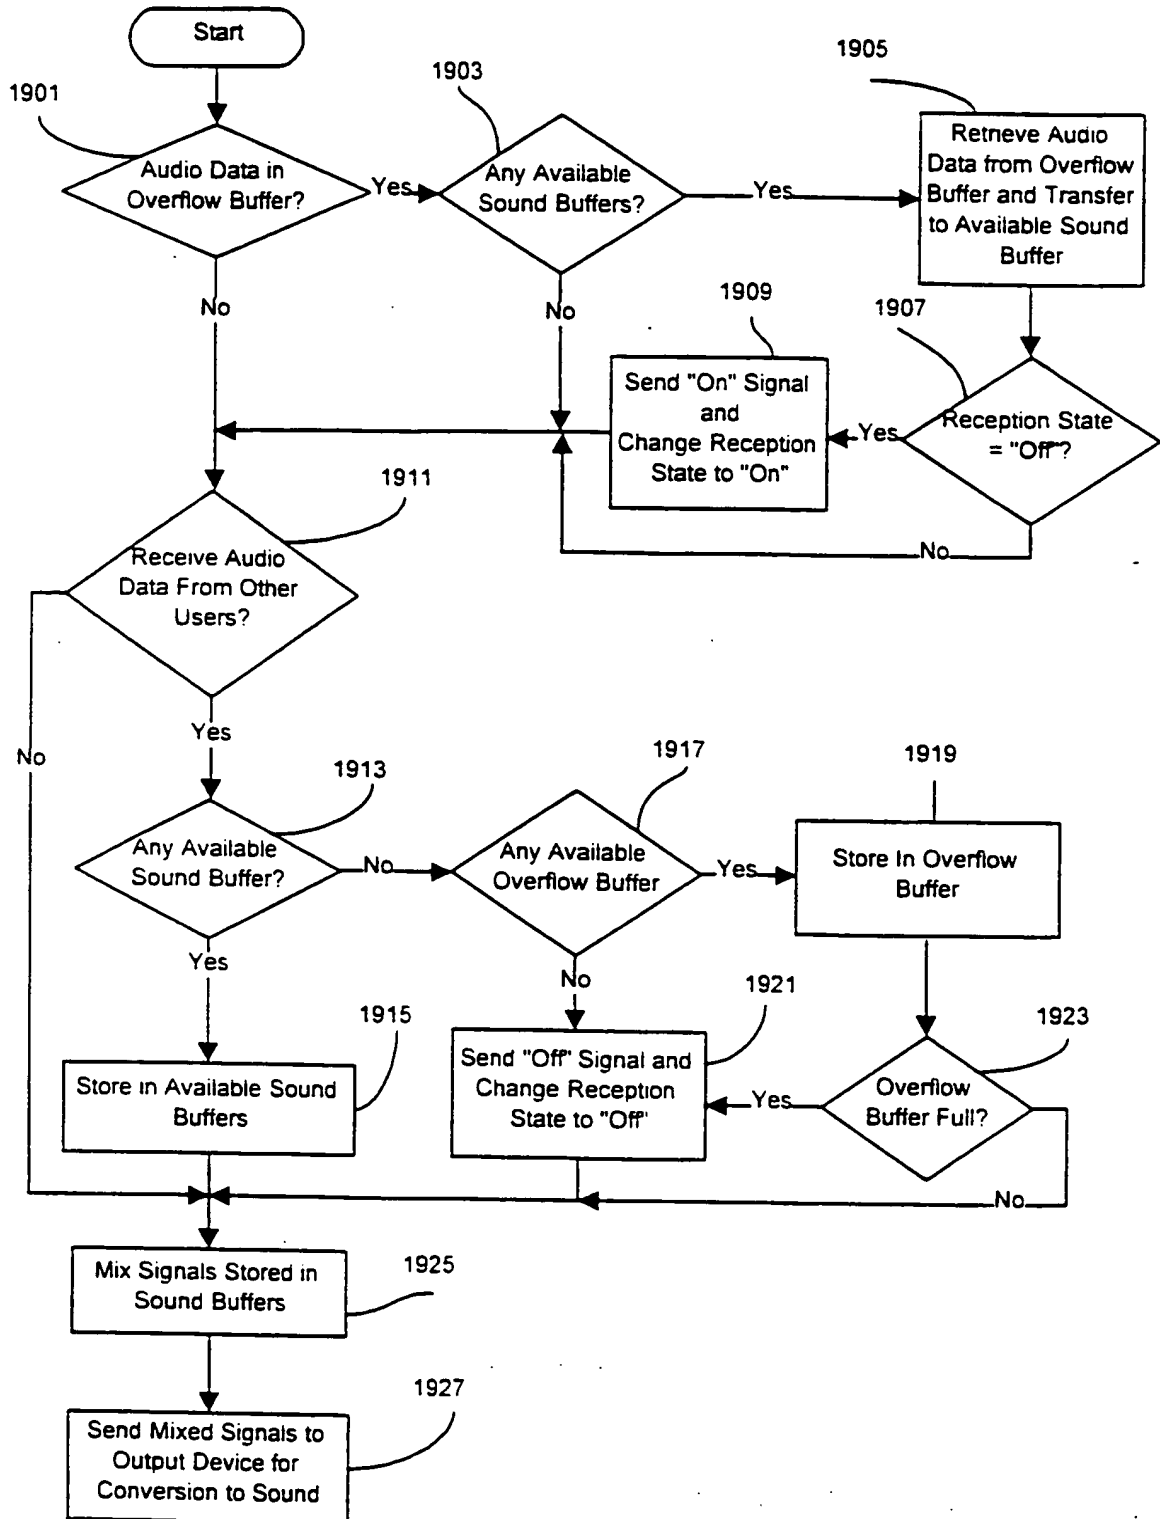 Start
1901
Audio Data in
Overflow Buffer?
Yes
1903
Any Available
Sound Buffers?
Yes
1905
Retrieve Audio
Data from Overflow
Buffer and Transfer
to Available Sound
Buffer
No
No
1909
Send "On" Signal
and
Change Reception
State to "On"
1907
Reception State
= "Off"?
Yes
No
1911
Receive Audio
Data From Other
Users?
No
Yes
1913
Any Available
Sound Buffer?
No
1917
Any Available
Overflow Buffer
Yes
1919
Store In Overflow
Buffer
Yes
No
1915
Store in Available Sound
Buffers
1921
Send "Off" Signal and
Change Reception
State to "Off"
1923
Overflow
Buffer Full?
Yes
No
1925
Mix Signals Stored in
Sound Buffers
1927
Send Mixed Signals to
Output Device for
Conversion to Sound